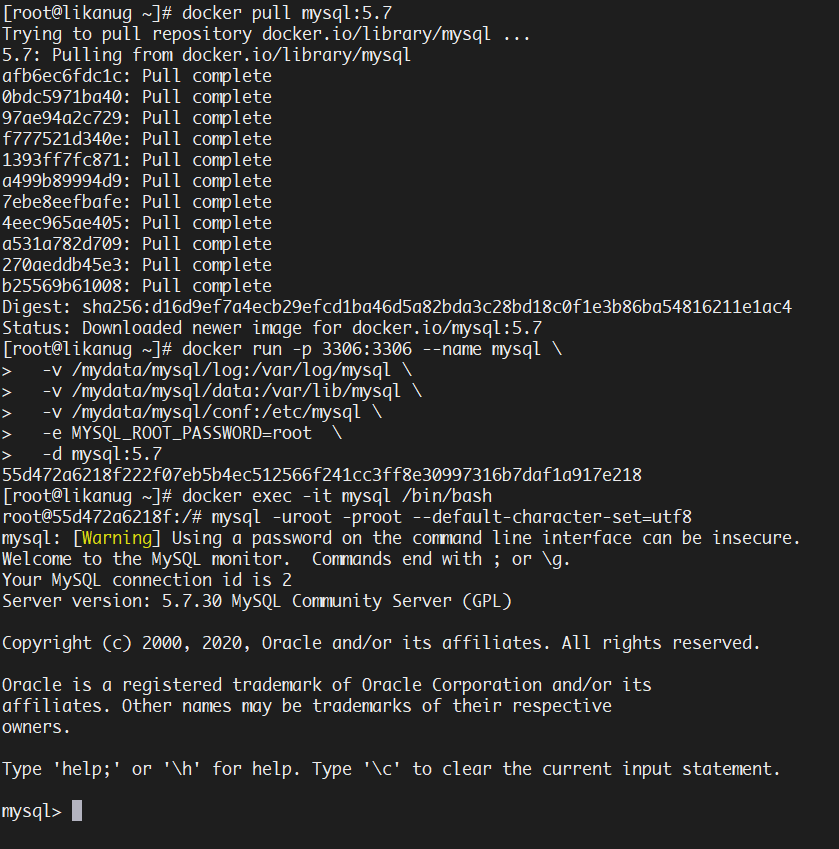 [root@likanug ~]# docker pull mysql:5.7
Trying to pull repository docker.io/library/mysql ...
5.7: Pulling from docker.io/library/mysql
afb6ec6fdc1c: Pull complete
0bdc5971ba40: Pull complete
97ae94a2c729: Pull complete
f777521d340e: Pull complete
1393ff7fc871: Pull complete
a499b89994d9: Pull complete
7ebe8eefbafe: Pull complete
4eec965ae405: Pull complete
a531a782d709: Pull complete
270aeddb45e3: Pull complete
b25569b61008: Pull complete
Digest: sha256:d16d9ef7a4ecb29efcd1ba46d5a82bda3c28bd18c0f1e3b86ba54816211e1ac4
Status: Downloaded newer image for docker.io/mysql:5.7
[root@likanug ~]# docker run -p 3306:3306 --name mysql \
>   -v /mydata/mysql/log:/var/log/mysql \
>   -v /mydata/mysql/data:/var/lib/mysql \
>   -v /mydata/mysql/conf:/etc/mysql \
>   -e MYSQL_ROOT_PASSWORD=root  \
>   -d mysql:5.7
55d472a6218f222f07eb5b4ec512566f241cc3ff8e30997316b7daf1a917e218
[root@likanug ~]# docker exec -it mysql /bin/bash
root@55d472a6218f:/# mysql -uroot -proot --default-character-set=utf8
mysql: [Warning] Using a password on the command line interface can be insecure.
Welcome to the MySQL monitor.  Commands end with ; or \g.
Your MySQL connection id is 2
Server version: 5.7.30 MySQL Community Server (GPL)

Copyright (c) 2000, 2020, Oracle and/or its affiliates. All rights reserved.

Oracle is a registered trademark of Oracle Corporation and/or its
affiliates. Other names may be trademarks of their respective
owners.

Type 'help;' or '\h' for help. Type '\c' to clear the current input statement.

mysql>